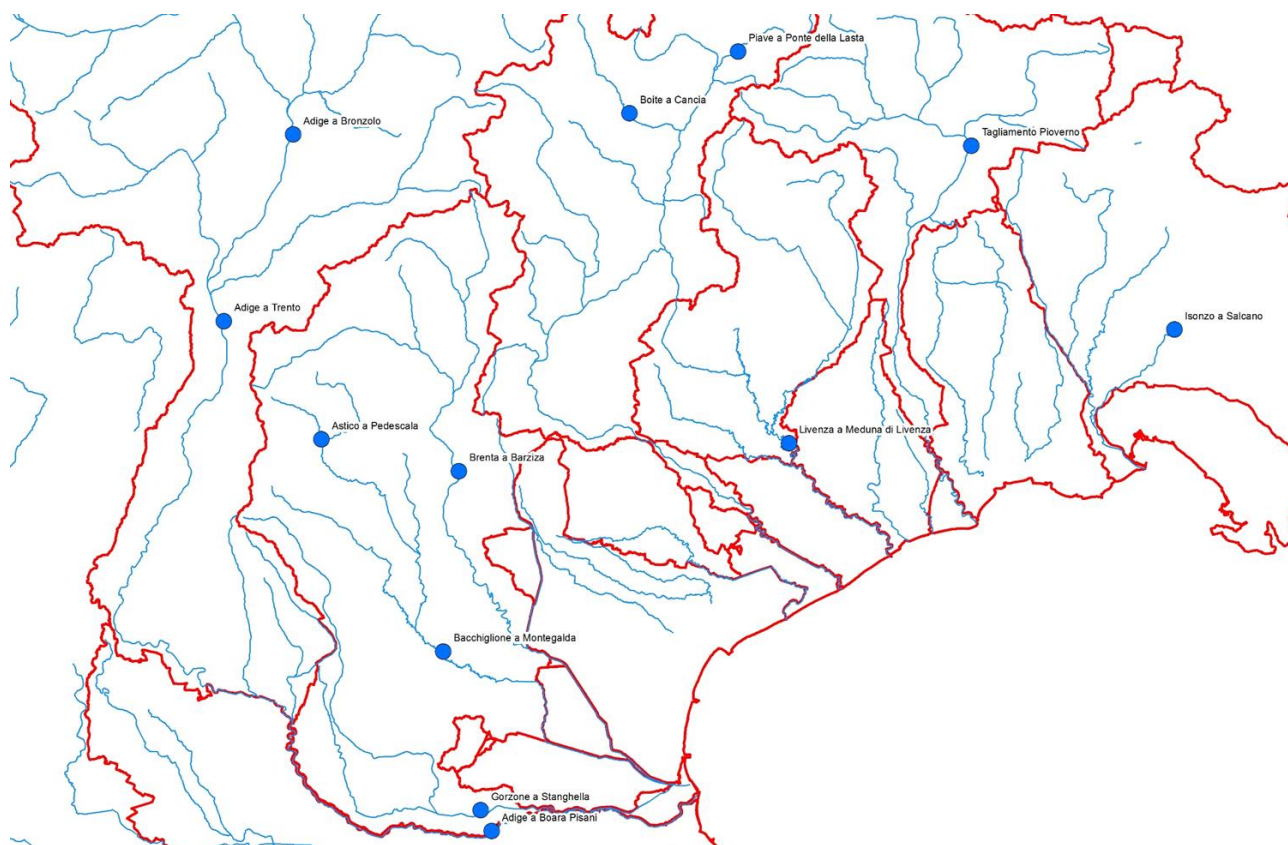 Piave a Ponte della Lasta
Boite a Cancia
Adige a Bronzolo
Tagliamento Pioverno
Adige a Trento
Isonzo a Salcano
Astico a Pedescala
Livenza a Meduna di Livenza
Brenta a Barziza
Bacchiglione a Montegalda
Gorzone a Stanghella
Adige a Boara Pisani